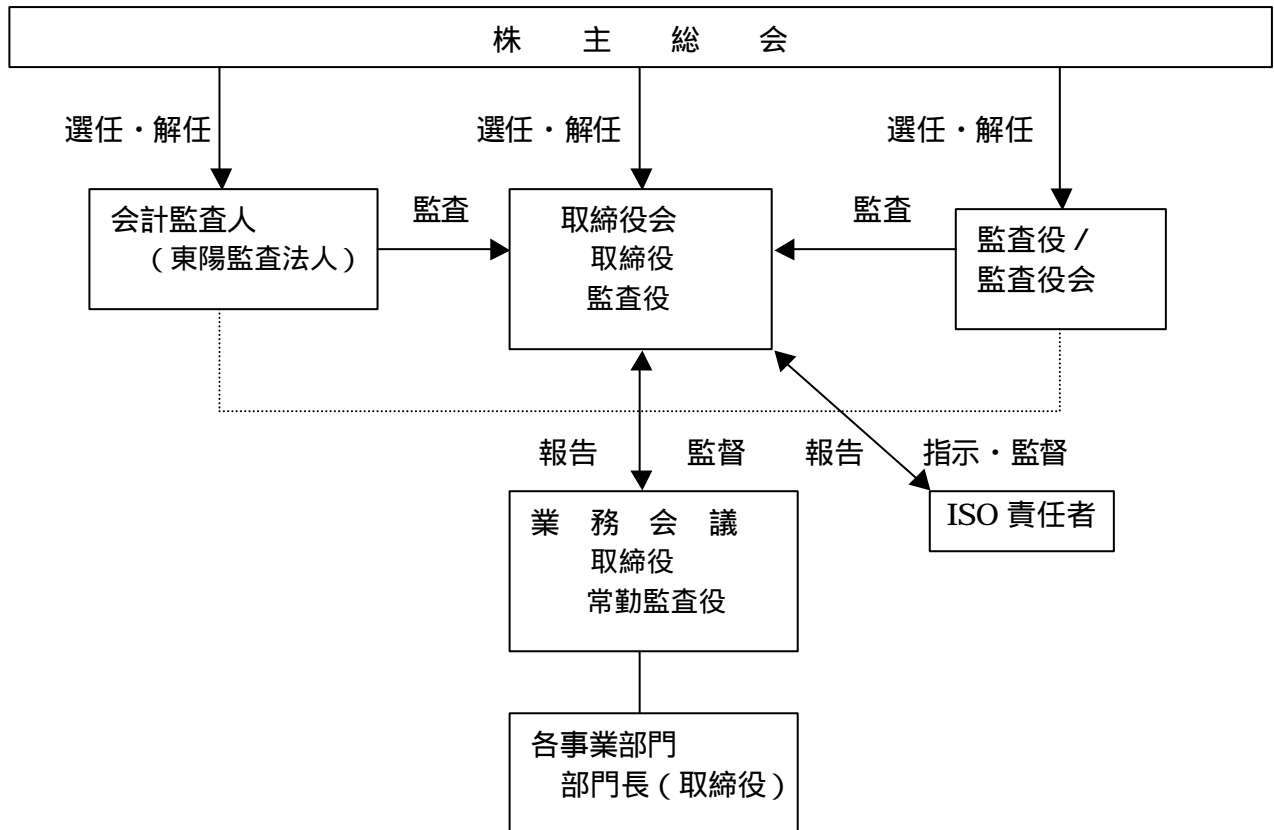 株 主 総 会
選任・解任
選任・解任
選任・解任
会計監査人
（東陽監査法人）
監査
取締役会
取締役
監査役
監査
監査役/
監査役会
報告
監督
報告
指示・監督
業 務 会 議
取締役
常勤監査役
ISO 責任者
各事業部門
部門長（取締役）